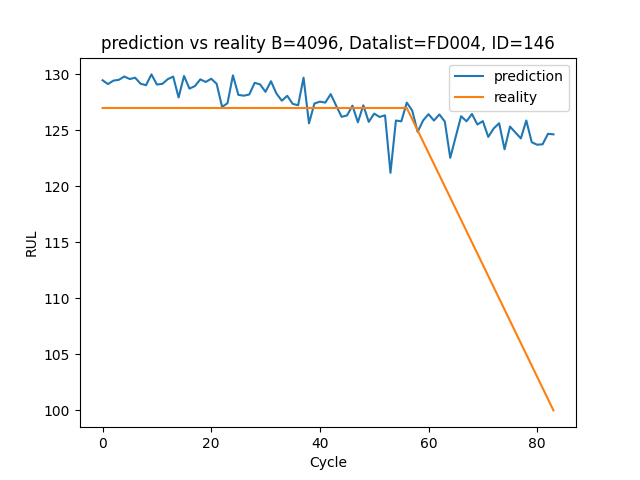 prediction vs reality B=4096, Datalist=FD004, ID=146
prediction
reality
RUL
130
125
120
115
110
105
100
0 20 40 60 80
Cycle